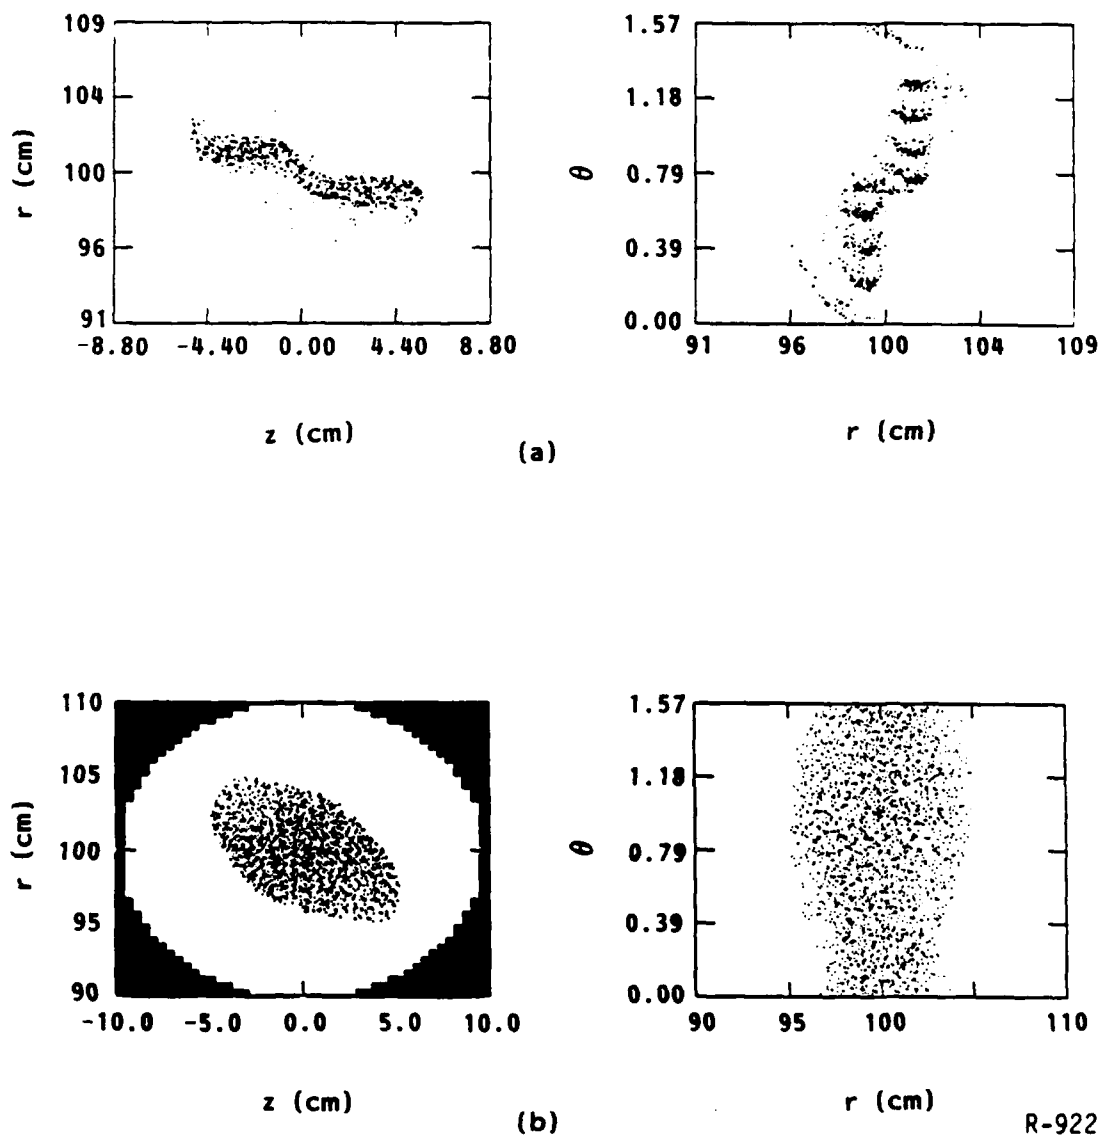 109
104
100
96
91
r (cm)
-8.80 -4.40 0.00 4.40 8.80
z (cm)
1.57
1.18
0.79
0.39
0.00
θ
91 96 100 104 109
r (cm)
(a)
110
105
100
95
90
r (cm)
-10.0 -5.0 0.0 5.0 10.0
z (cm)
1.57
1.18
0.79
0.39
0.00
θ
90 95 100 110
r (cm)
(b)
R-922